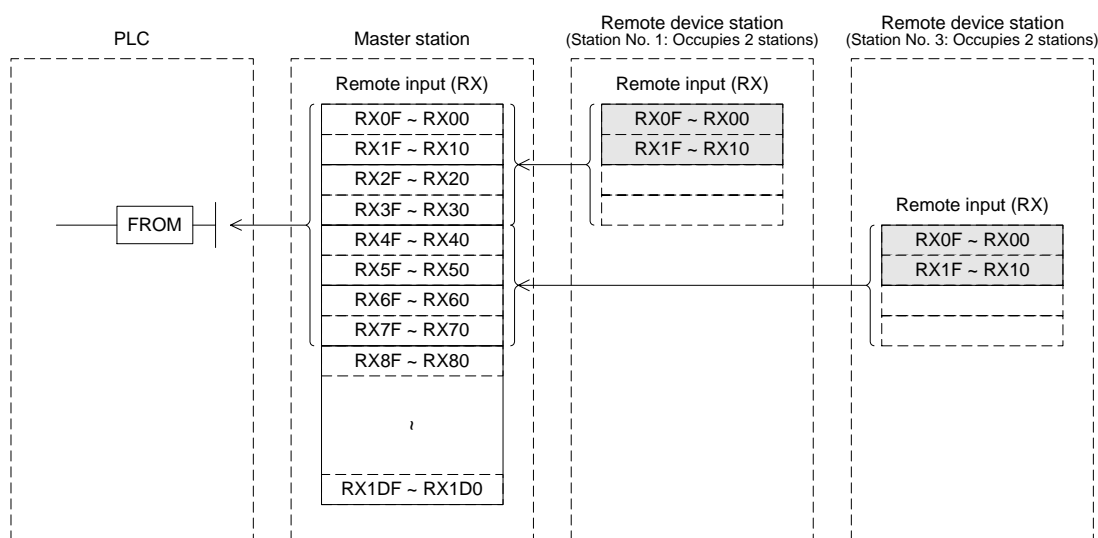 PLC
Master station
Remote device station
(Station No. 1: Occupies 2 stations)
Remote device station
(Station No. 3: Occupies 2 stations)
Remote input (RX)
RX0F ~ RX00
RX1F ~ RX10
RX2F ~ RX20
RX3F ~ RX30
RX4F ~ RX40
RX5F ~ RX50
RX6F ~ RX60
RX7F ~ RX70
RX8F ~ RX80
~
RX1DF ~ RX1D0
FROM
Remote input (RX)
RX0F ~ RX00
RX1F ~ RX10
Remote input (RX)
RX0F ~ RX00
RX1F ~ RX10